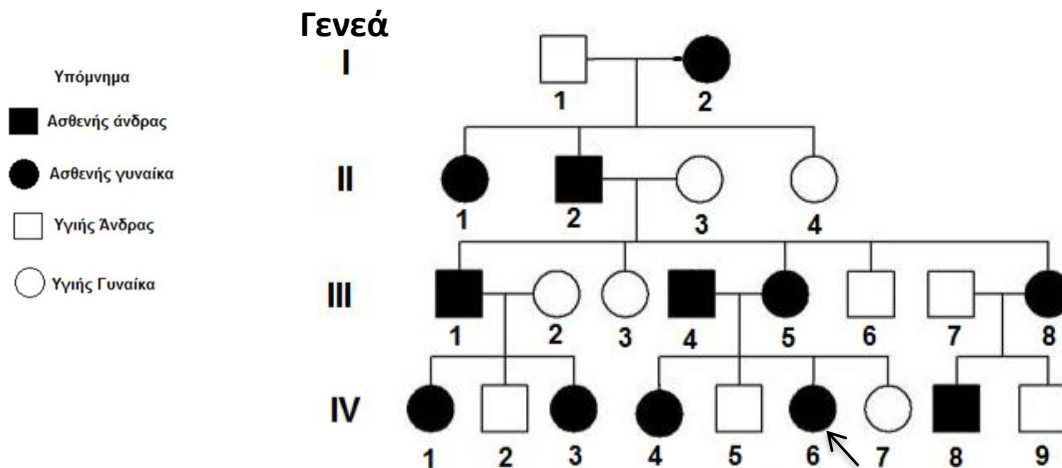 Γενεά
I
1 2
Υπόμνημα
Ασθενής άνδρας
Ασθενής γυναίκα
Υγιής Άνδρας
Υγιής Γυναίκα
II
1 2 3 4
III
1 2 3 4 5 6 7 8
IV
1 2 3 4 5 6 7 8 9